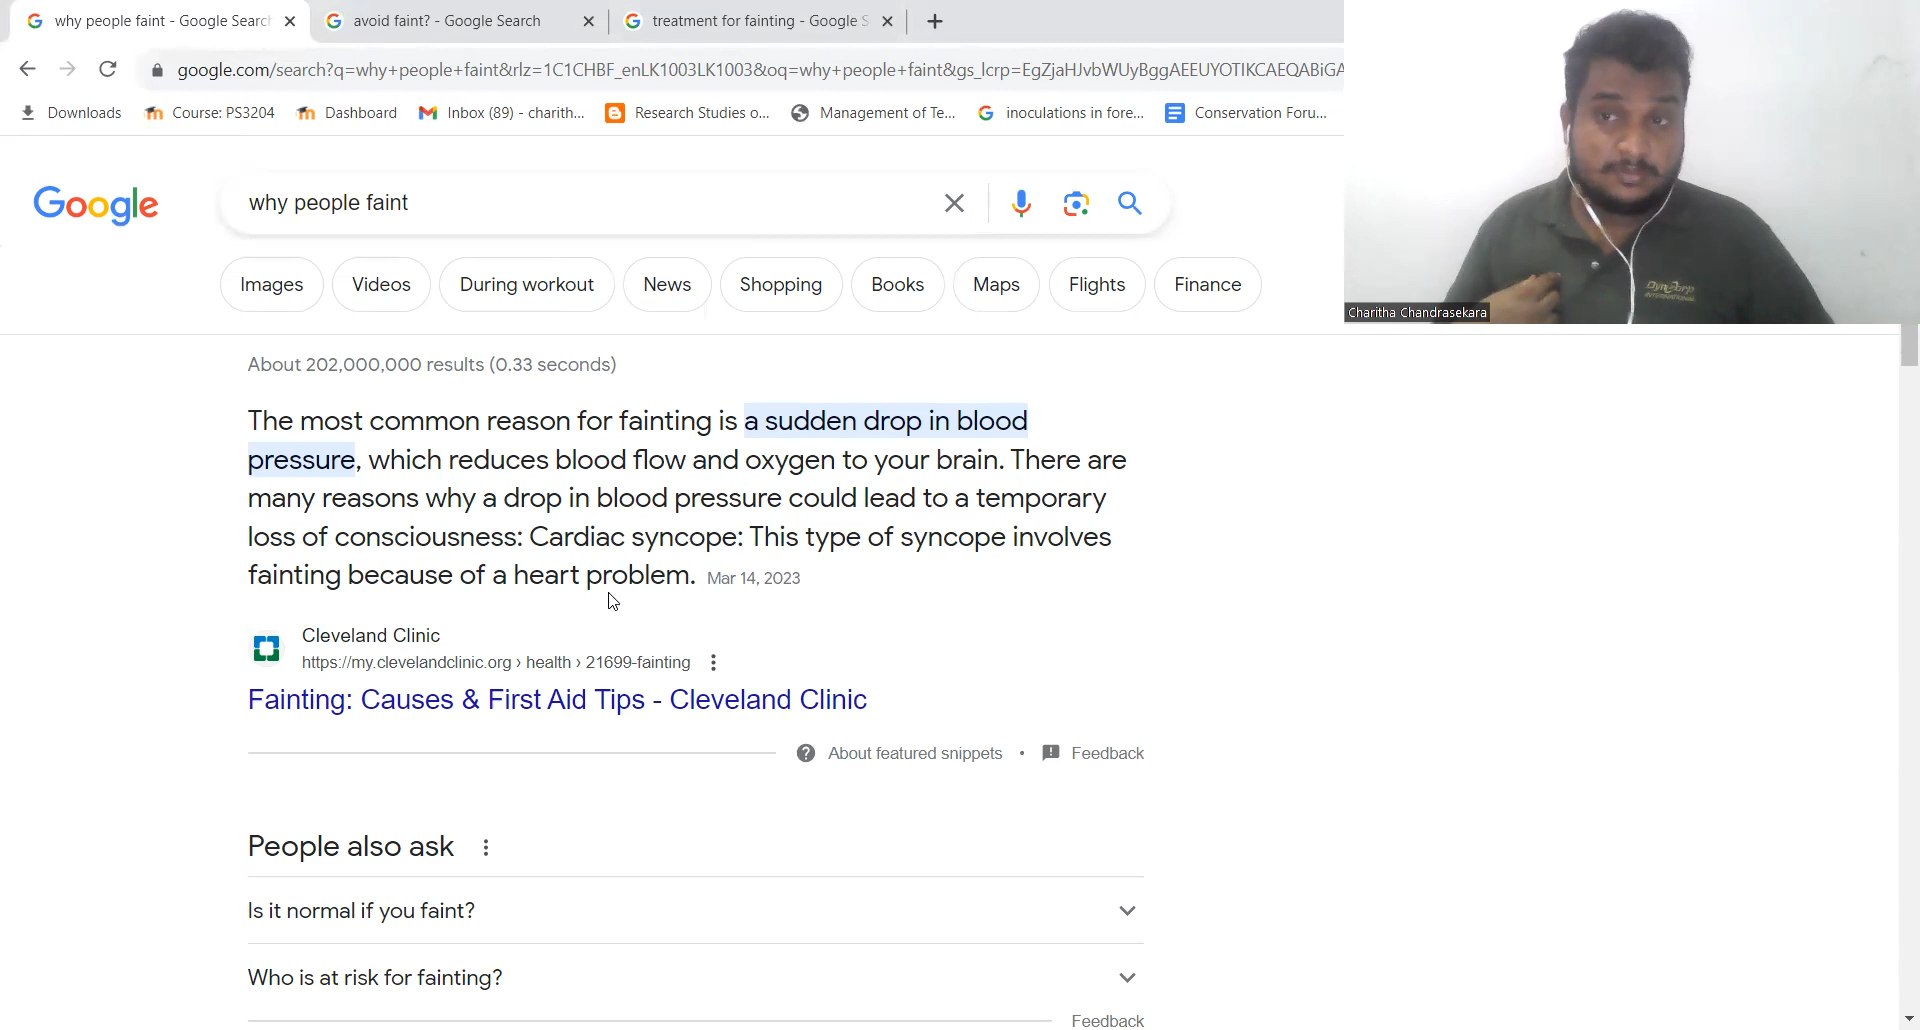 why people faint - Google Searc
avoid faint? - Google Search
treatment for fainting - Google S
google.com/search?q=why+people+faint&rlz=1C1CHBF_enLK1003LK1003&oq=why+people+faint&gs_lcrp=EgZjaHJvbWUyBggAEEUYOTIKCAEQABiGA
Downloads
Course: PS3204
Dashboard
Inbox (89) - charith...
Research Studies o...
Management of Te...
inoculations in fore...
Conservation Foru...
Charitha Chandrasekara
Google
why people faint
Images
Videos
During workout
News
Shopping
Books
Maps
Flights
Finance
About 202,000,000 results (0.33 seconds)
The most common reason for fainting is a sudden drop in blood
pressure, which reduces blood flow and oxygen to your brain. There are
many reasons why a drop in blood pressure could lead to a temporary
loss of consciousness: Cardiac syncope: This type of syncope involves
fainting because of a heart problem. Mar 14, 2023
Cleveland Clinic
https://my.clevelandclinic.org › health › 21699-fainting
Fainting: Causes & First Aid Tips - Cleveland Clinic
About featured snippets • Feedback
People also ask
Is it normal if you faint?
Who is at risk for fainting?
Feedback